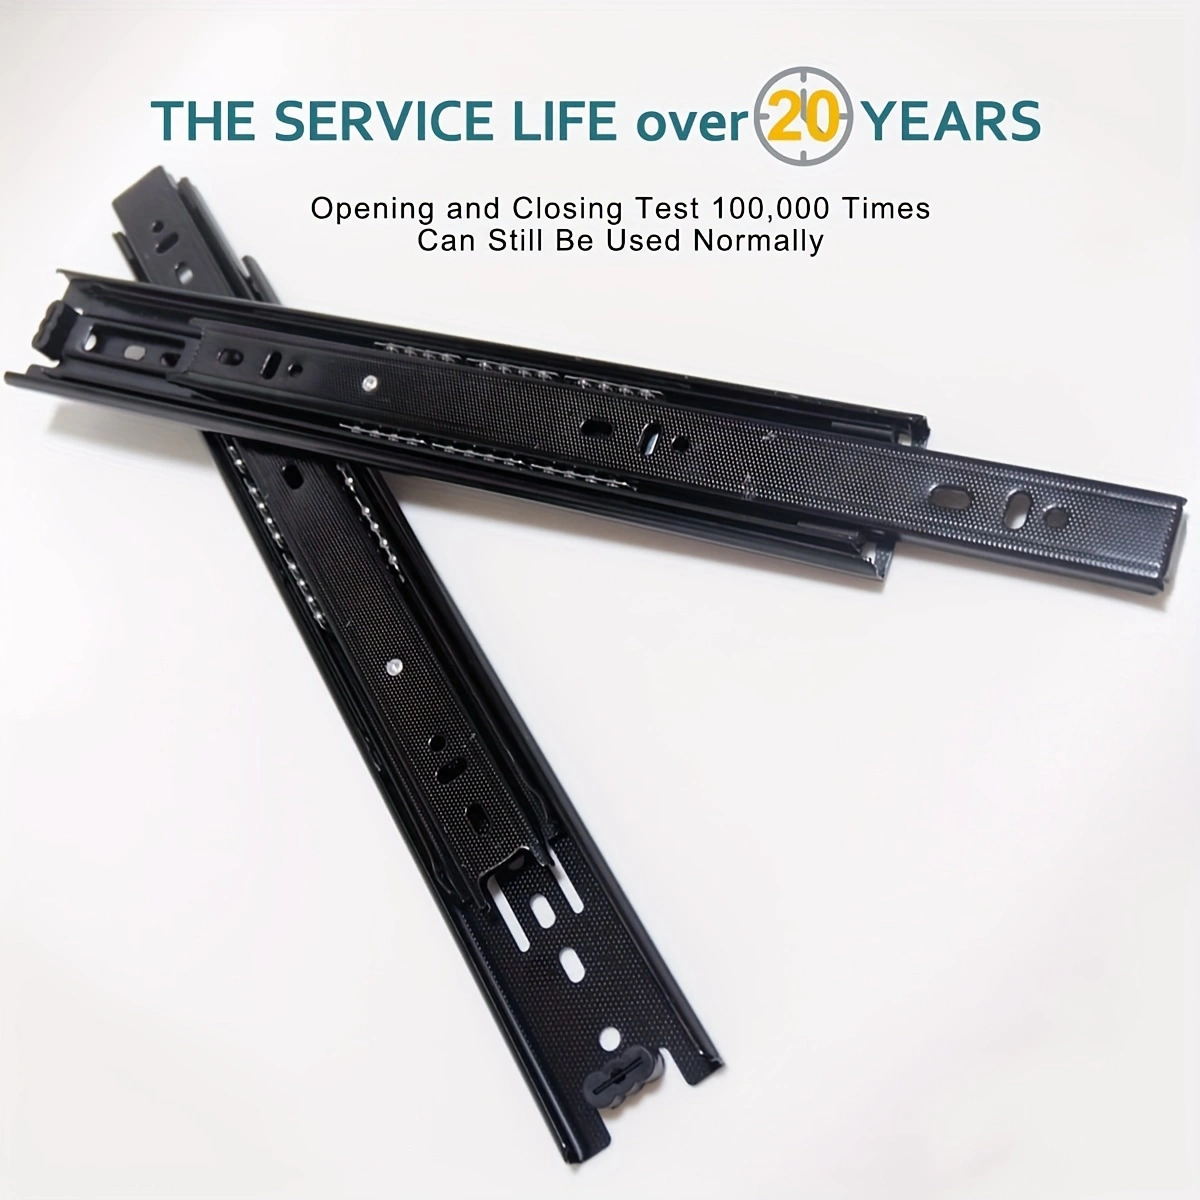 THE SERVICE LIFE over 20 YEARS
Opening and Closing Test 100,000 Times
Can Still Be Used Normally